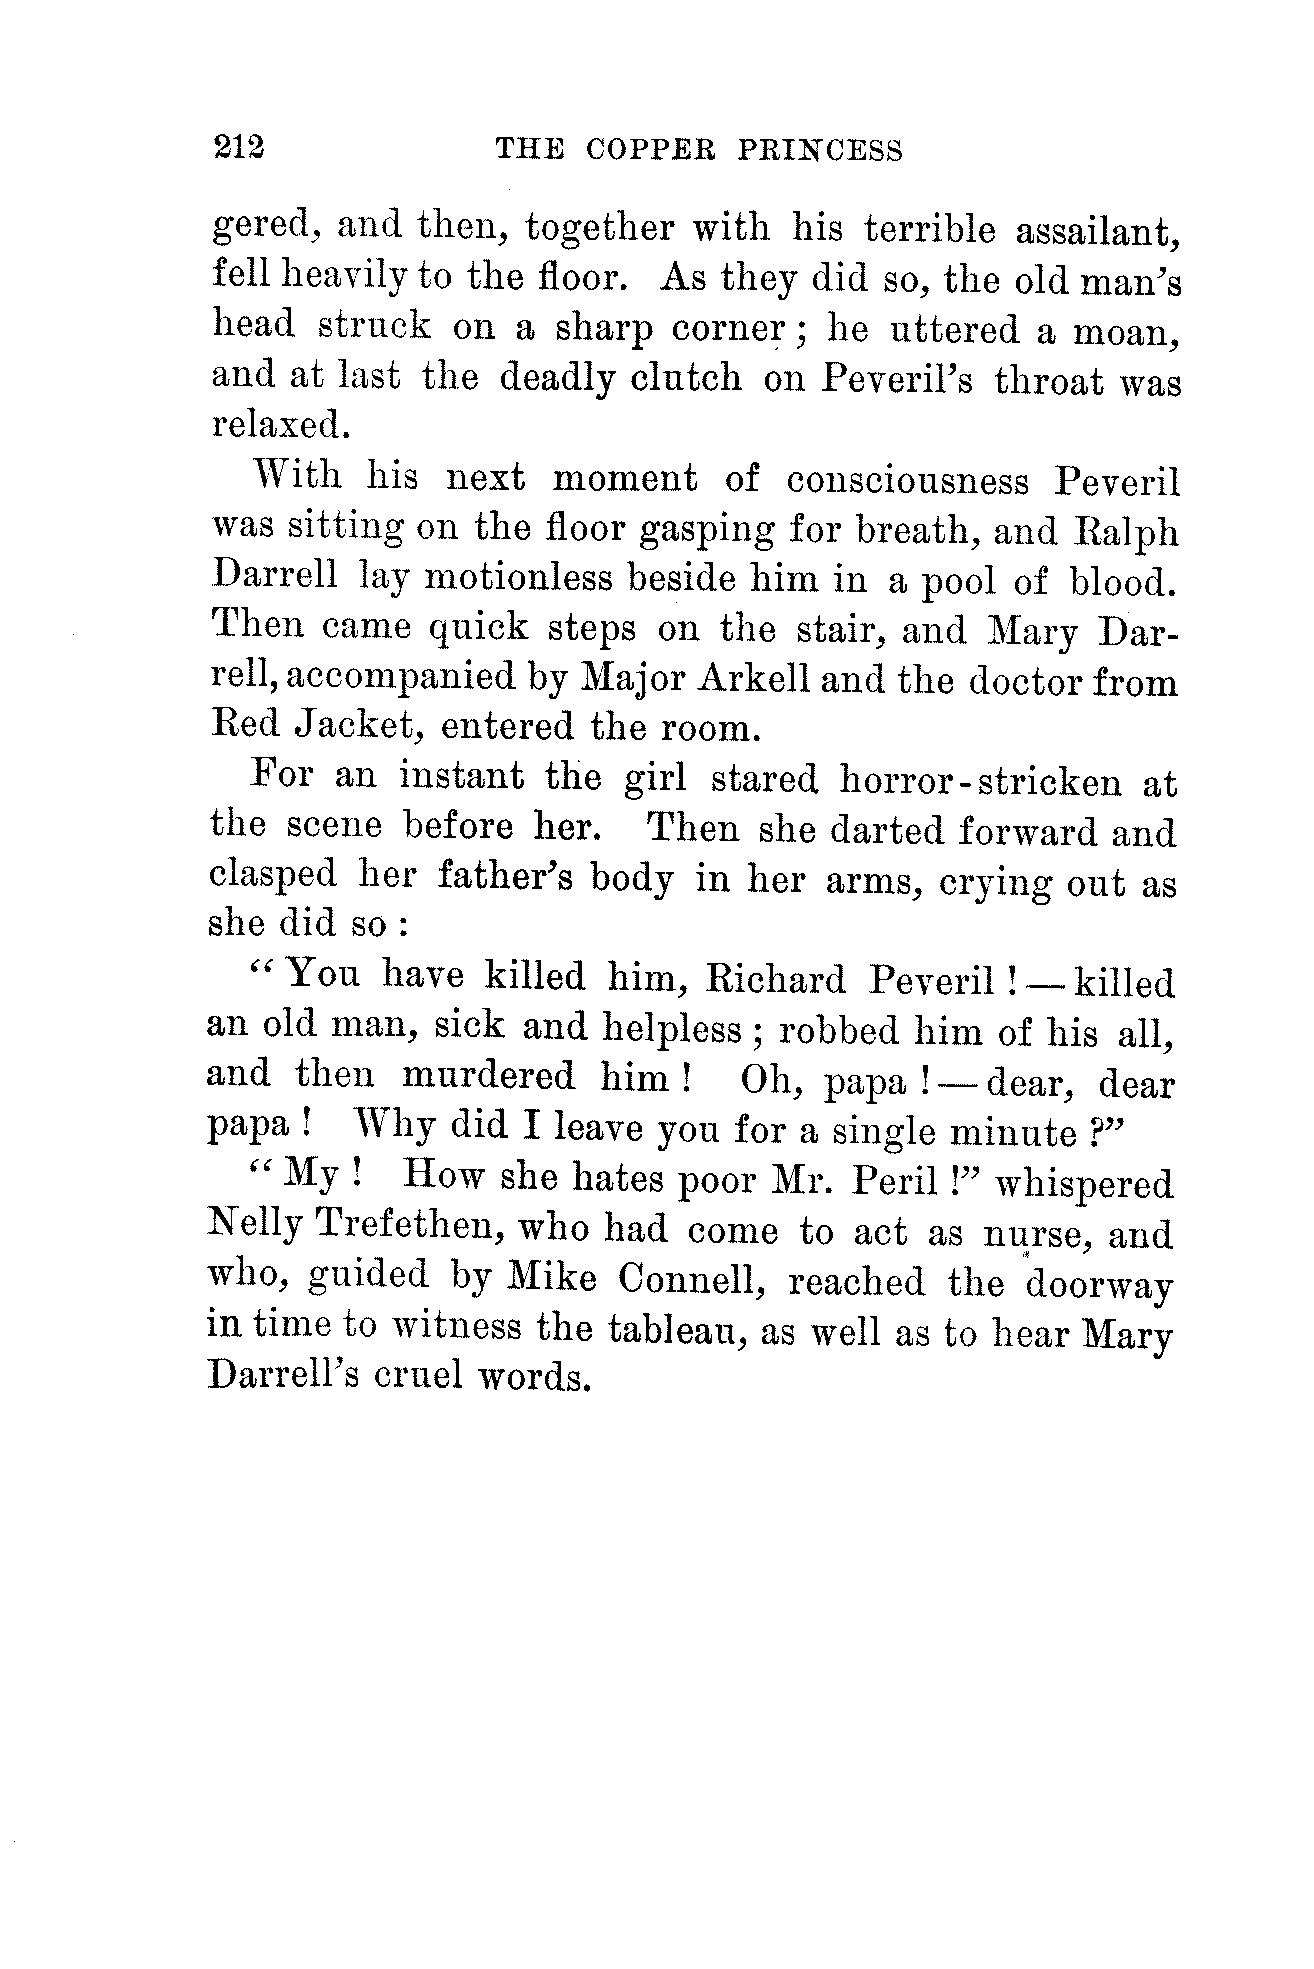 212 THE COPPER PRINCESS
gered, and then, together with his terrible assailant,
fell heavily to the floor. As they did so, the old man's
head struck on a sharp corner; he uttered a moan,
and at last the deadly clutch on Peveril's throat was
relaxed.
With his next moment of consciousness Peveril
was sitting on the floor gasping for breath, and Ralph
Darrell lay motionless beside him in a pool of blood.
Then came quick steps on the stair, and Mary Dar-
rell, accompanied by Major Arkell and the doctor from
Red Jacket, entered the room.
For an instant the girl stared horror-stricken at
the scene before her. Then she darted forward and
clasped her father's body in her arms, crying out as
she did so:
"You have killed him, Richard Peveril!—killed
an old man, sick and helpless; robbed him of his all,
and then murdered him! Oh, papa!—dear, dear
papa! Why did I leave you for a single minute?"
"My! How she hates poor Mr. Peril!" whispered
Nelly Trefethen, who had come to act as nurse, and
who, guided by Mike Connell, reached the doorway
in time to witness the tableau, as well as to hear Mary
Darrell's cruel words.